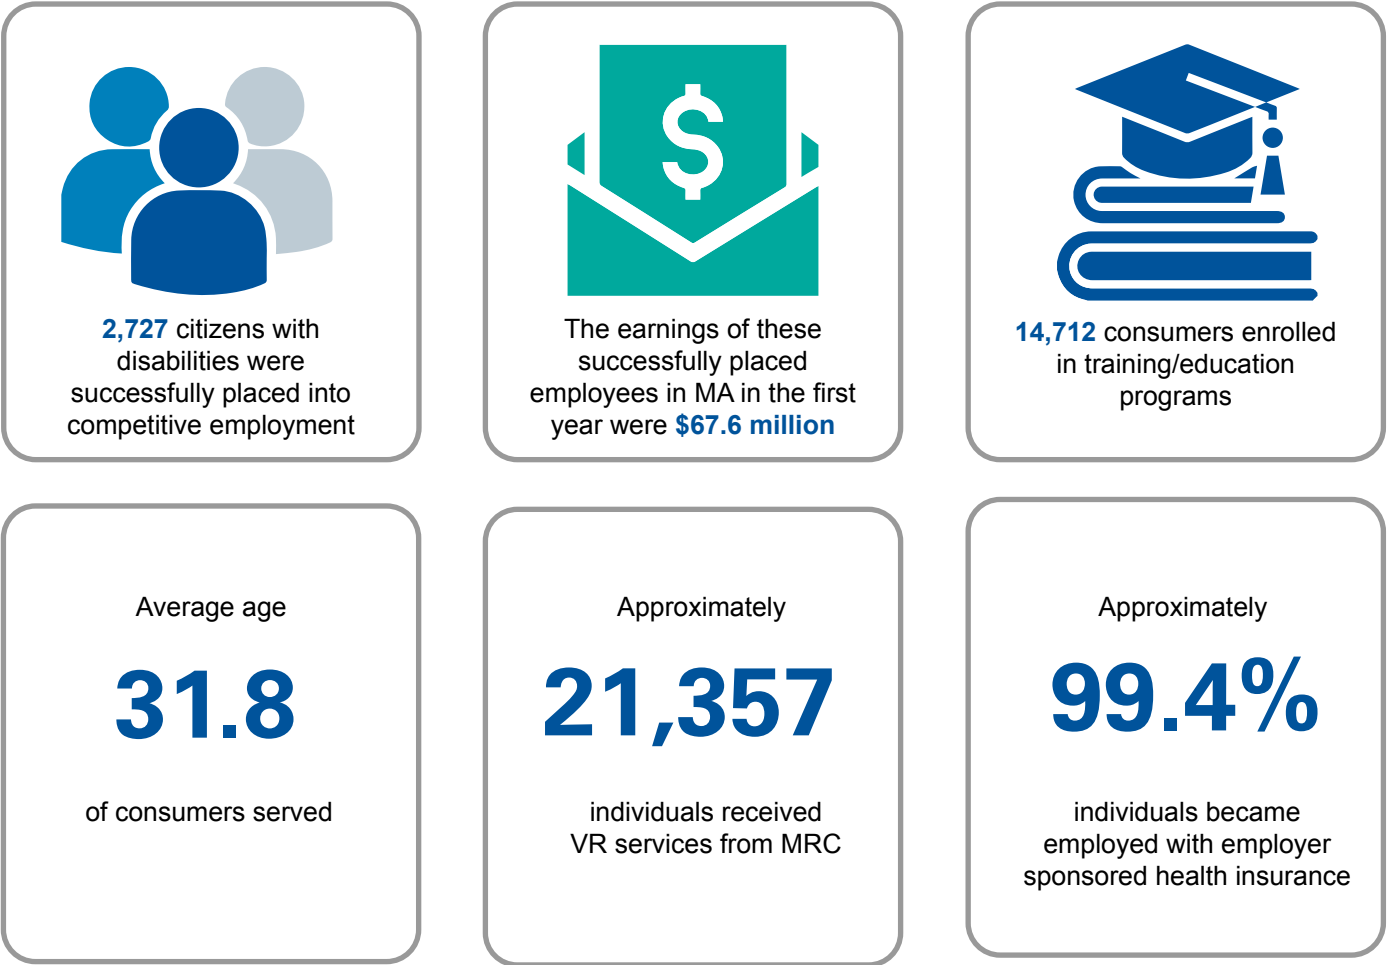 $
2,727 citizens with
disabilities were
successfully placed into
competitive employment
The earnings of these
successfully placed
employees in MA in the first
year were $67.6 million
14,712 consumers enrolled
in training/education
programs
Average age
31.8
of consumers served
Approximately
21,357
individuals received
VR services from MRC
Approximately
99.4%
individuals became
employed with employer
sponsored health insurance